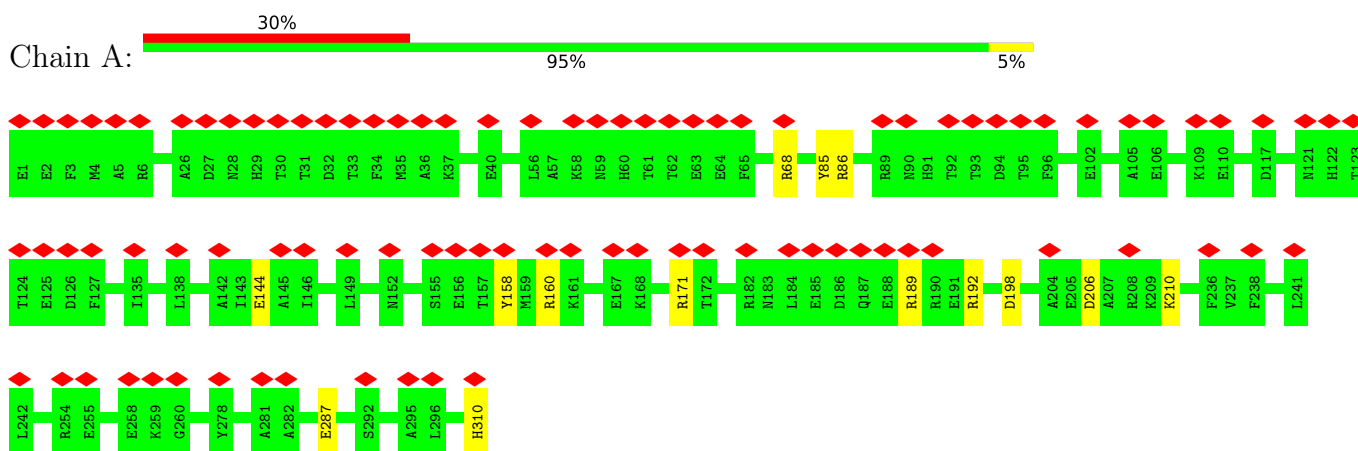 30%
Chain A:
95% 5%
E1 E2 F3 M4 A5 R6 A26 D27 N28 H29 T30 T31 D32 T33 F34 M35 A36 K37 E40 L56 A57 K58 N59 H60 T61 T62 E63 E64 F65 R68 Y85 R86 R89 N90 H91 T92 T93 D94 T95 F96 E102 A105 E106 K109 E110 D117 N121 H122 T123
T124 E125 D126 F127 I135 L138 A142 I143 E144 A145 I146 L149 N152 S155 E156 T157 Y158 M159 R160 K161 E167 K168 R171 T172 R182 N183 L184 E185 D186 Q187 E188 R189 R190 E191 R192 D198 A204 E205 D206 A207 R208 K209 K210 F236 V237 F238 L241
L242 R254 E255 E258 K259 G260 Y278 A281 A282 E287 S292 A295 L296 H310